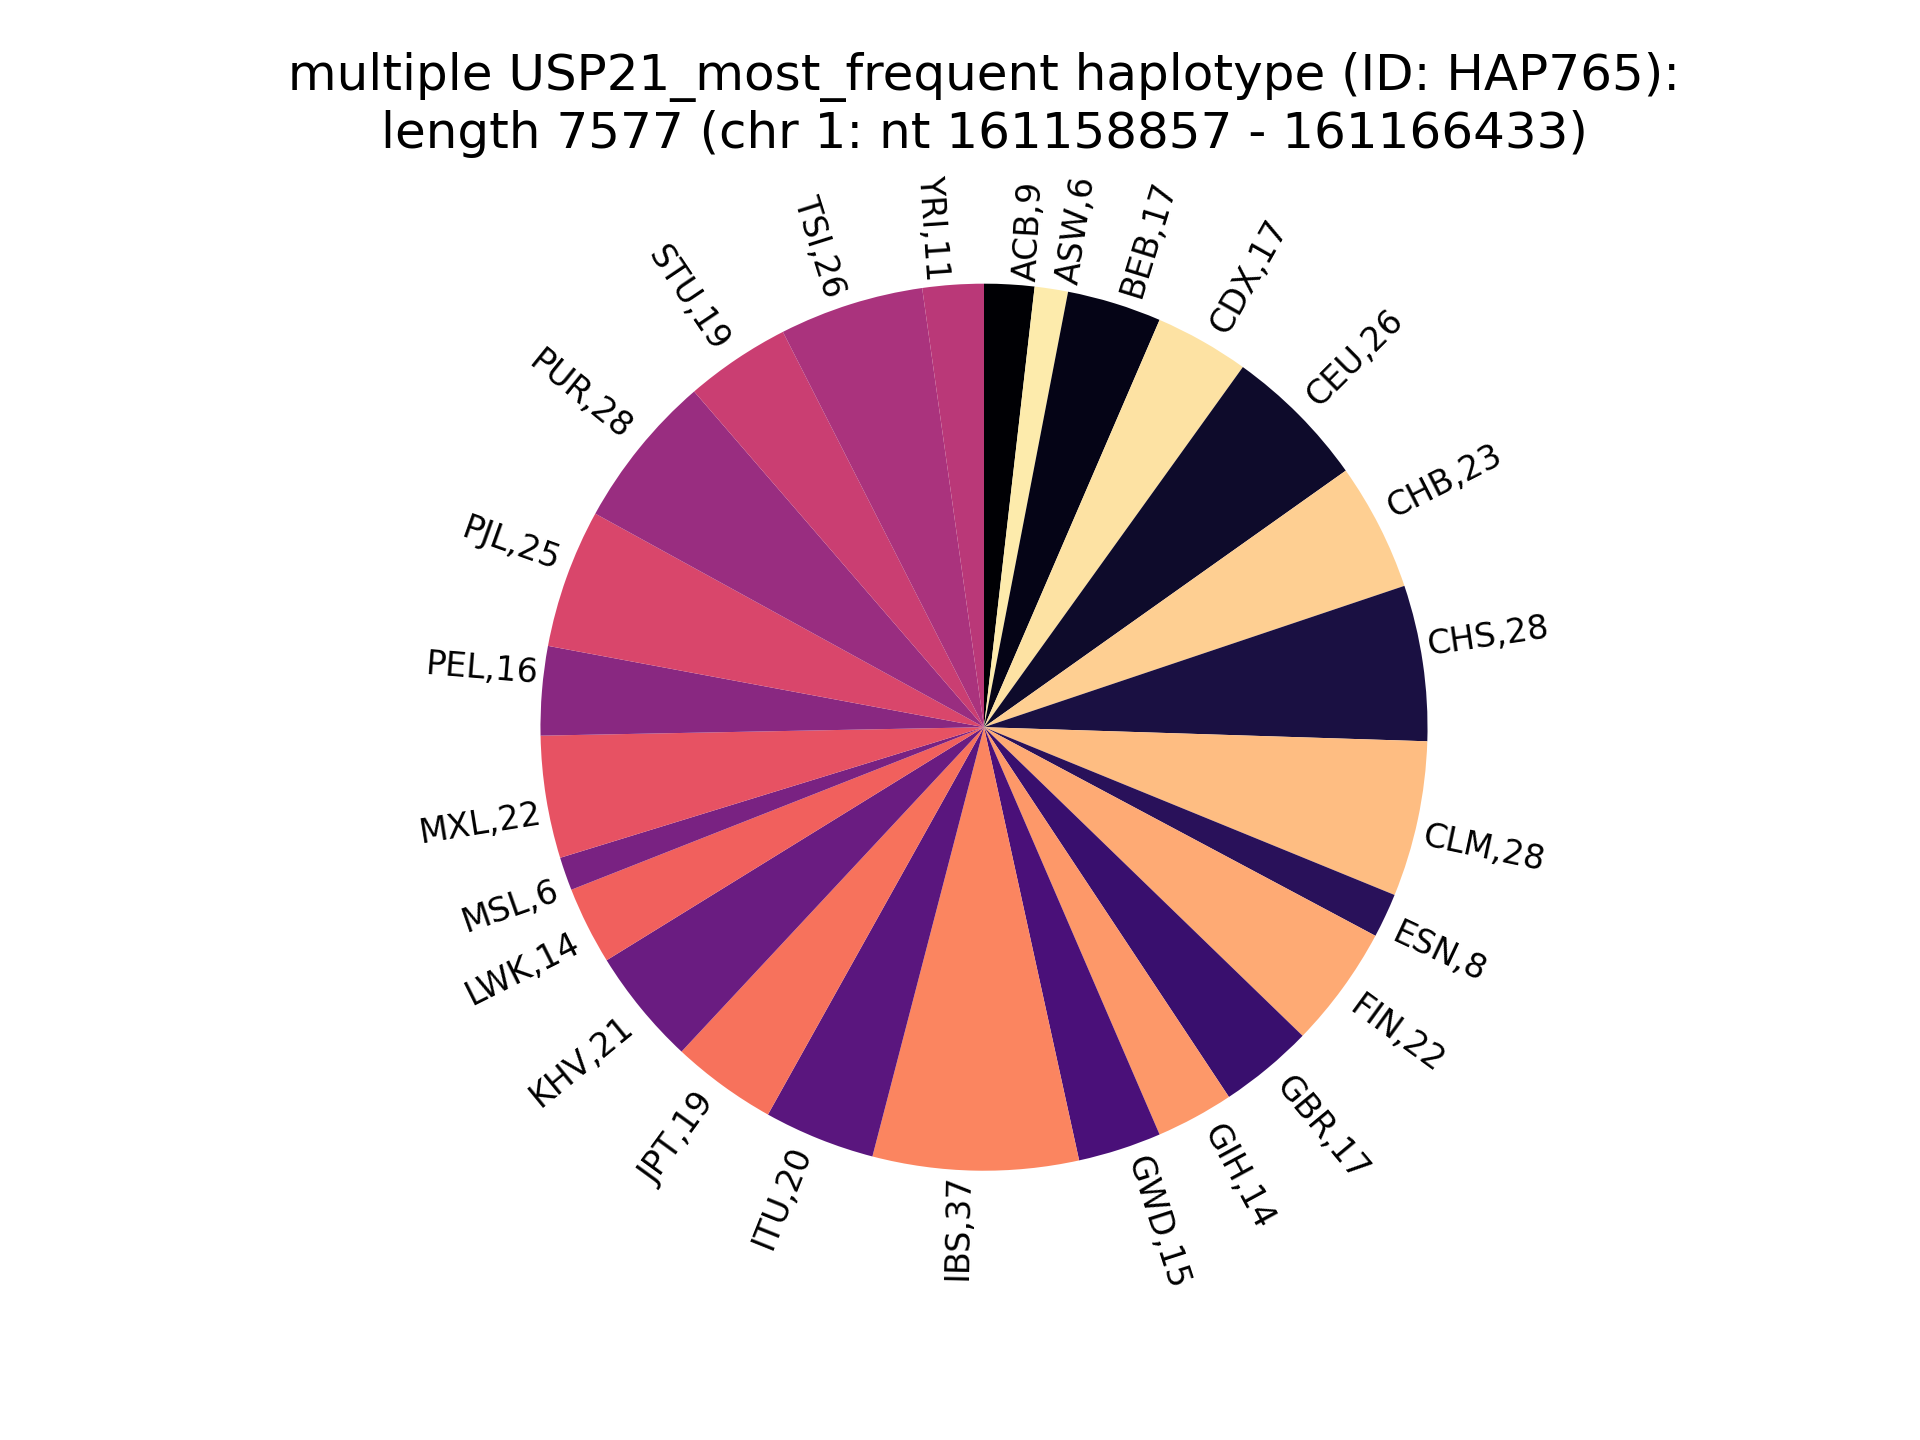 multiple USP21_most_frequent haplotype (ID: HAP765):
length 7577 (chr 1: nt 161158857 - 161166433)
ACB,9
ASW,6
BEB,17
CDX,17
CEU,26
CHB,23
CHS,28
CLM,28
ESN,8
FIN,22
GBR,17
GIH,14
GWD,15
IBS,37
ITU,20
JPT,19
KHV,21
LWK,14
MSL,6
MXL,22
PEL,16
PJL,25
PUR,28
STU,19
TSI,26
YRI,11